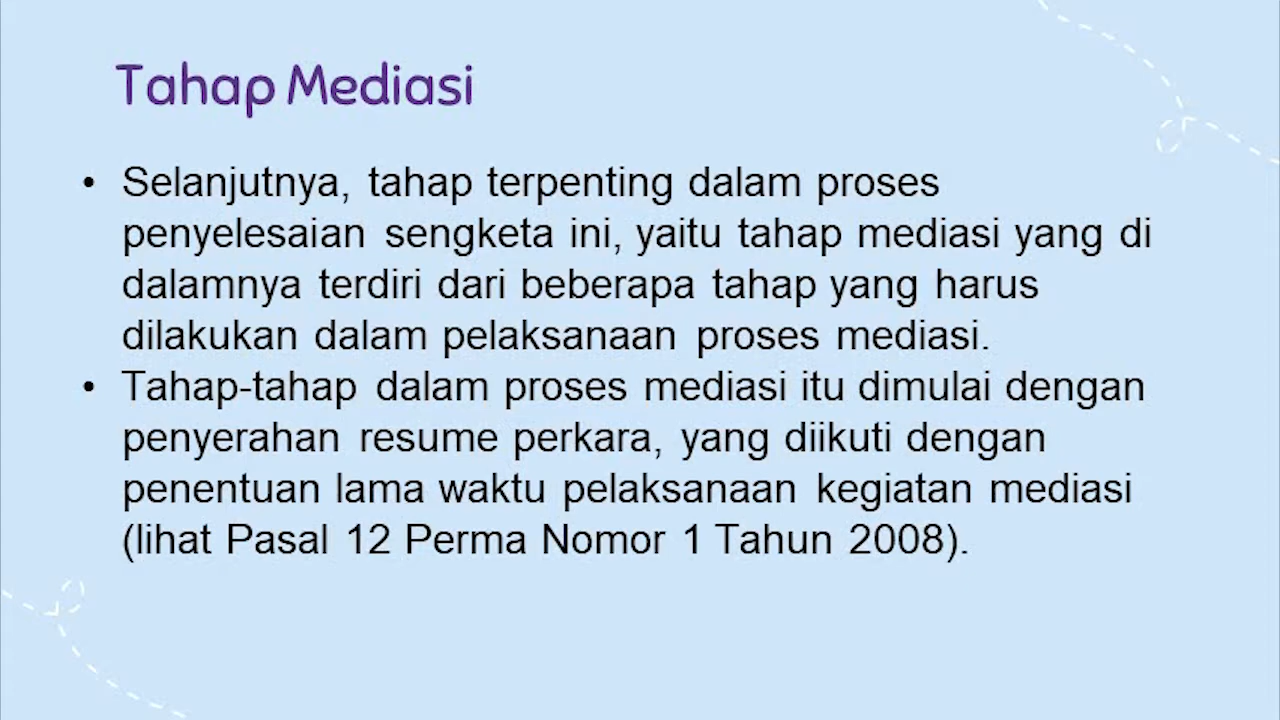 Tahap Mediasi
• Selanjutnya, tahap terpenting dalam proses
penyelesaian sengketa ini, yaitu tahap mediasi yang di
dalamnya terdiri dari beberapa tahap yang harus
dilakukan dalam pelaksanaan proses mediasi.
• Tahap-tahap dalam proses mediasi itu dimulai dengan
penyerahan resume perkara, yang diikuti dengan
penentuan lama waktu pelaksanaan kegiatan mediasi
(lihat Pasal 12 Perma Nomor 1 Tahun 2008).